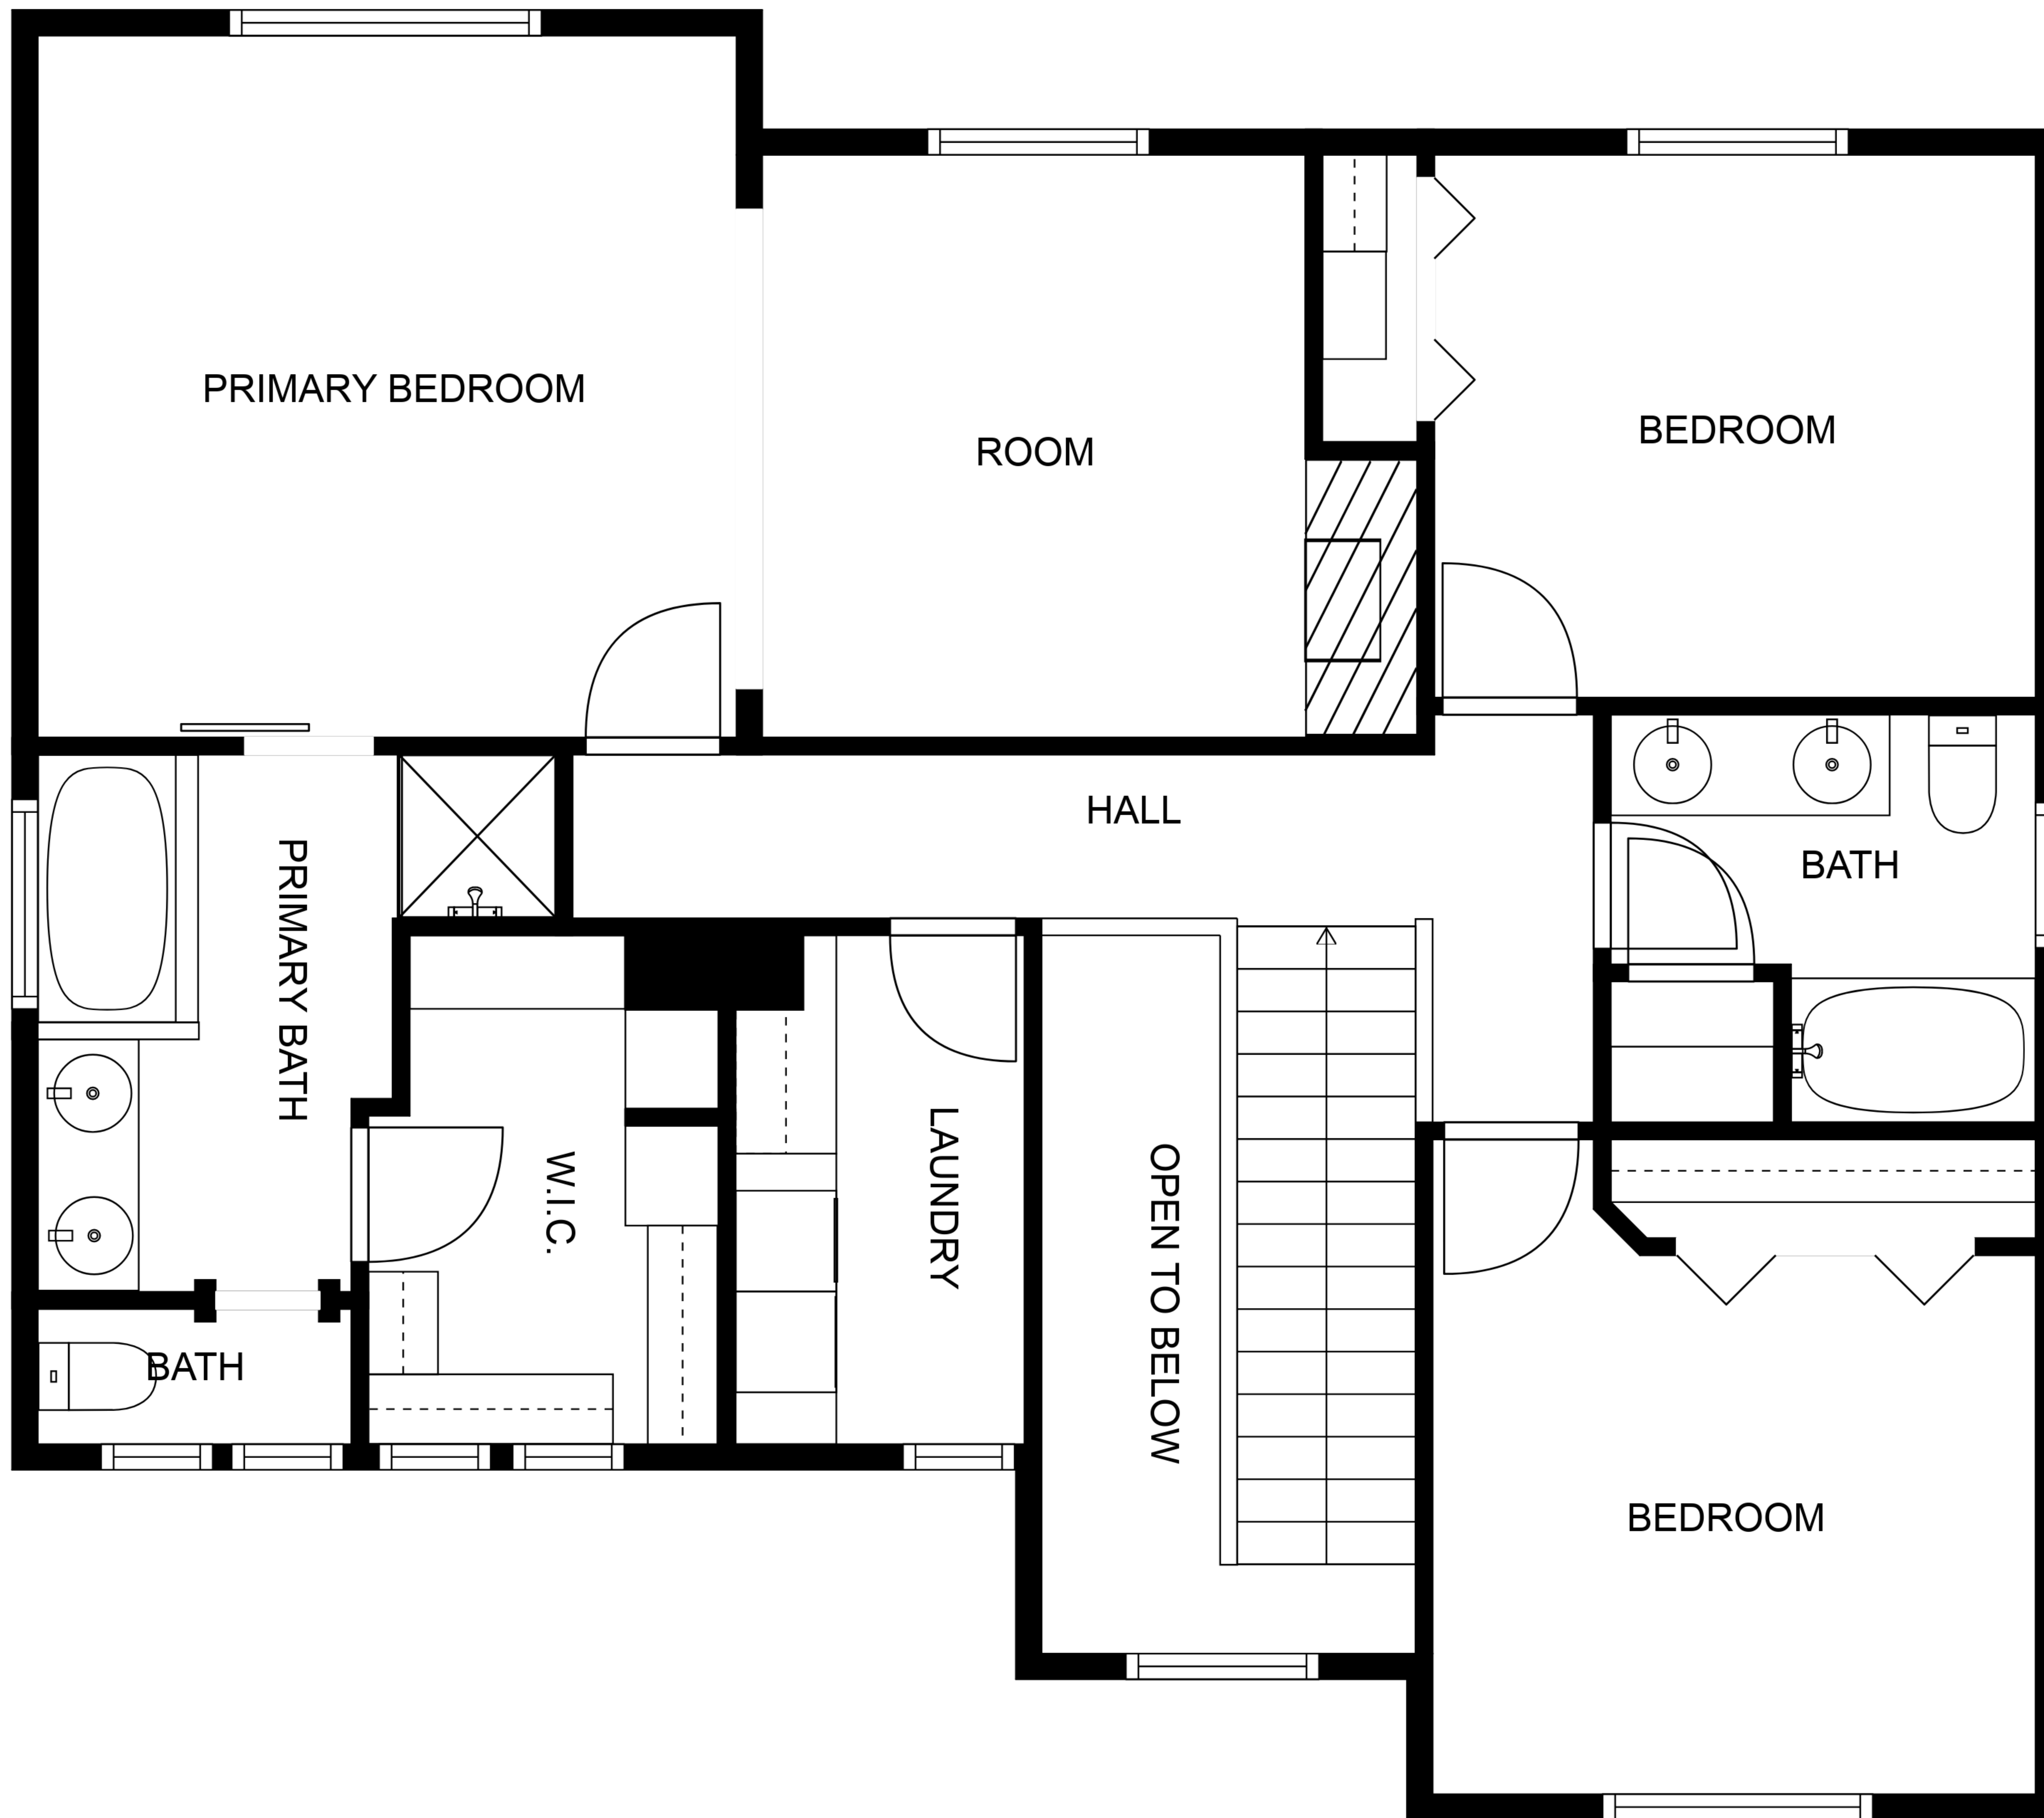 PRIMARY BEDROOM
ROOM
BEDROOM
HALL
BATH
PRIMARY BATH
W.I.C.
LAUNDRY
OPEN TO BELOW
BATH
BEDROOM